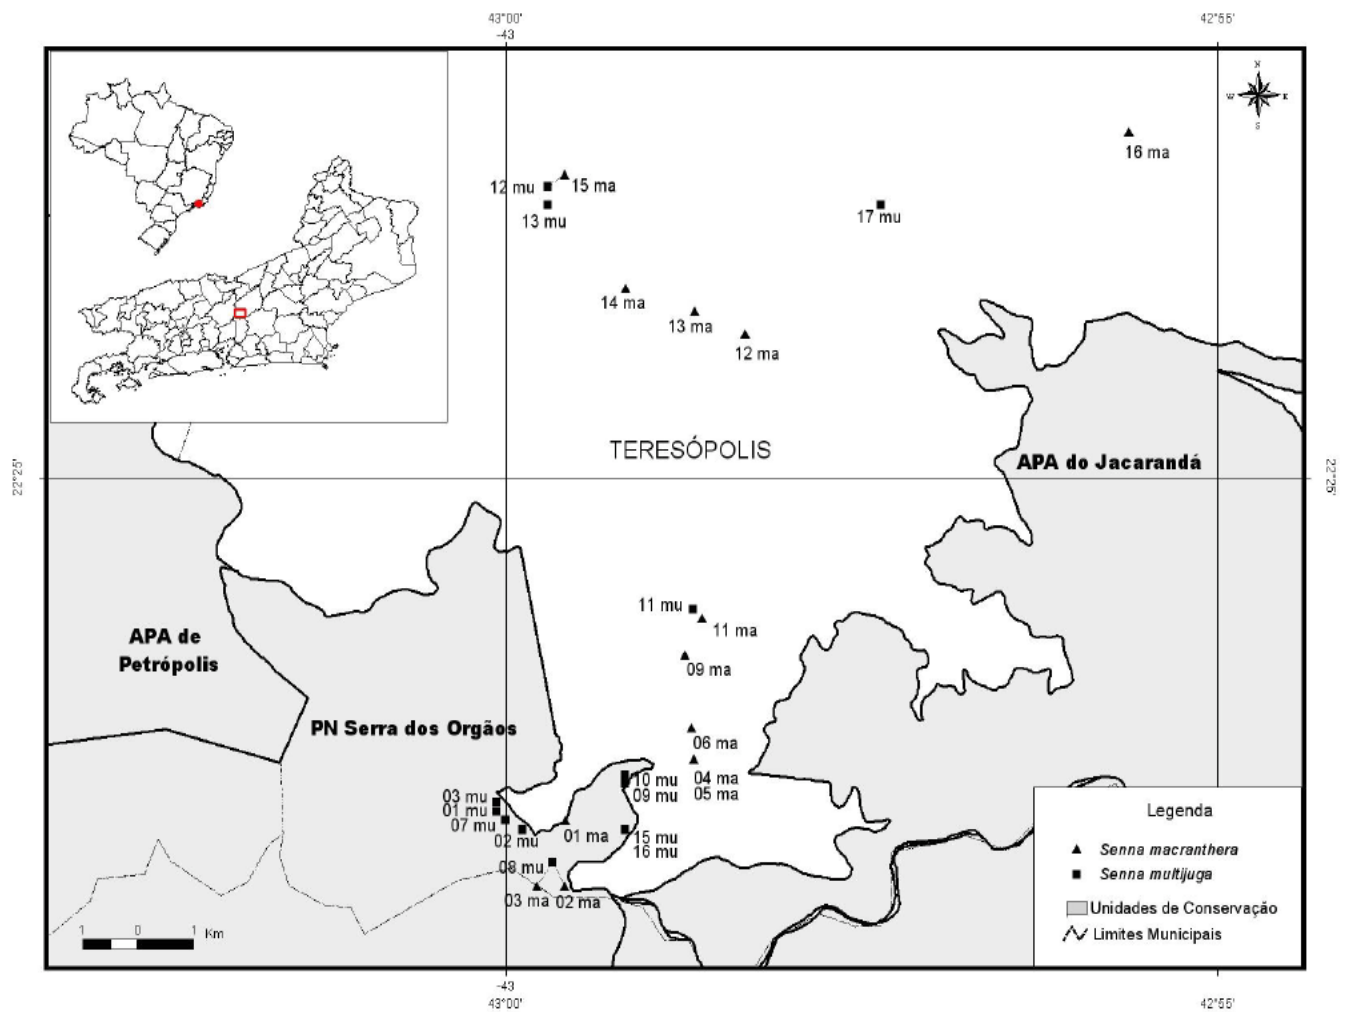 43°00'
-43
42°55'
N
W
E
S
16 ma
12 mu
15 ma
13 mu
17 mu
14 ma
13 ma
12 ma
TERESÓPOLIS
APA do Jacarandá
22°25'
22°25'
11 mu
11 ma
APA de
Petrópolis
09 ma
PN Serra dos Orgãos
06 ma
10 mu
04 ma
09 mu
05 ma
03 mu
01 mu
07 mu
02 mu
01 ma
15 mu
16 mu
08 mu
03 ma
02 ma
Legenda
Senna macranthera
Senna multijuga
Unidades de Conservação
Limites Municipais
1 0 1 Km
-43
43°00'
42°55'